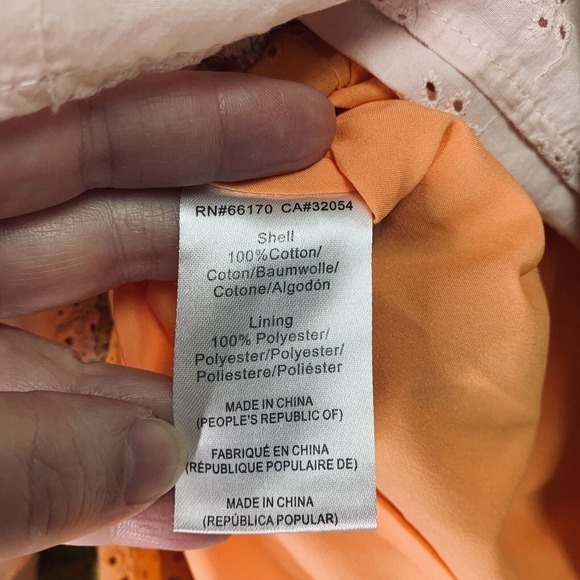 RN#66170 CA#32054
Shell
100%Cotton/
Coton/Baumwolle/
Cotone/Algodón
Lining
100% Polyester/
Polyester/Polyester/
Poliestere/Poliéster
MADE IN CHINA
(PEOPLE'S REPUBLIC OF)
FABRIQUÉ EN CHINA
(RÉPUBLIQUE POPULAIRE DE)
MADE IN CHINA
(REPÚBLICA POPULAR)